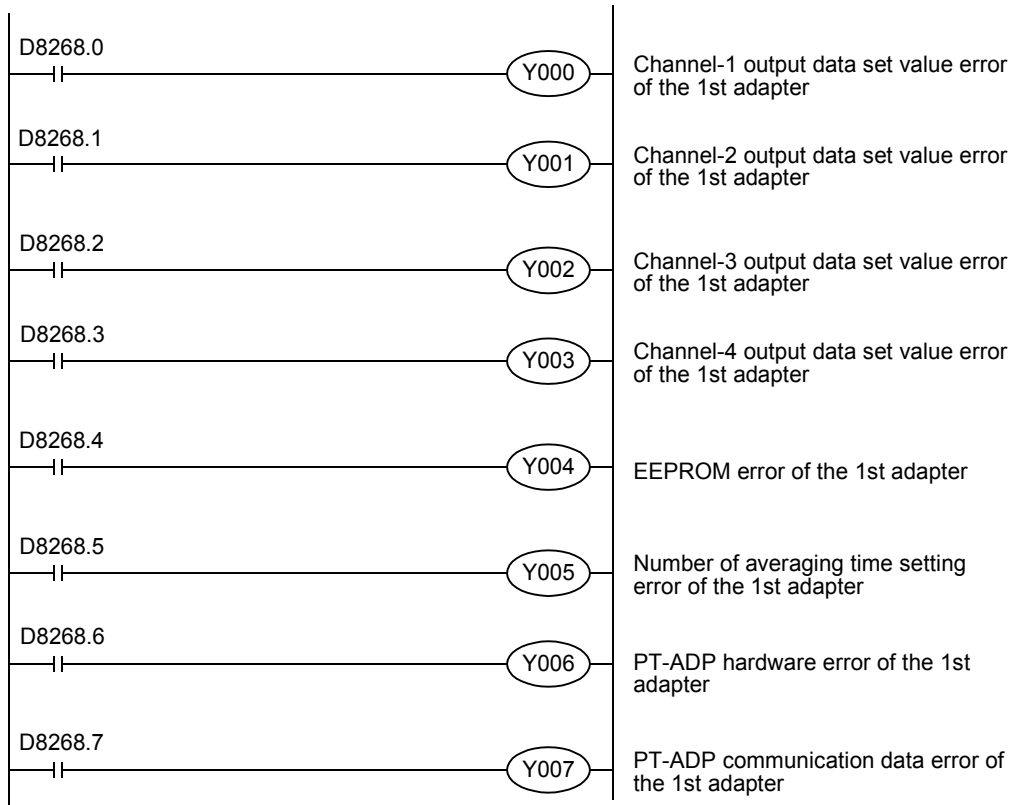 D8268.0
Y000
Channel-1 output data set value error
of the 1st adapter
D8268.1
Y001
Channel-2 output data set value error
of the 1st adapter
D8268.2
Y002
Channel-3 output data set value error
of the 1st adapter
D8268.3
Y003
Channel-4 output data set value error
of the 1st adapter
D8268.4
Y004
EEPROM error of the 1st adapter
D8268.5
Y005
Number of averaging time setting
error of the 1st adapter
D8268.6
Y006
PT-ADP hardware error of the 1st
adapter
D8268.7
Y007
PT-ADP communication data error of
the 1st adapter